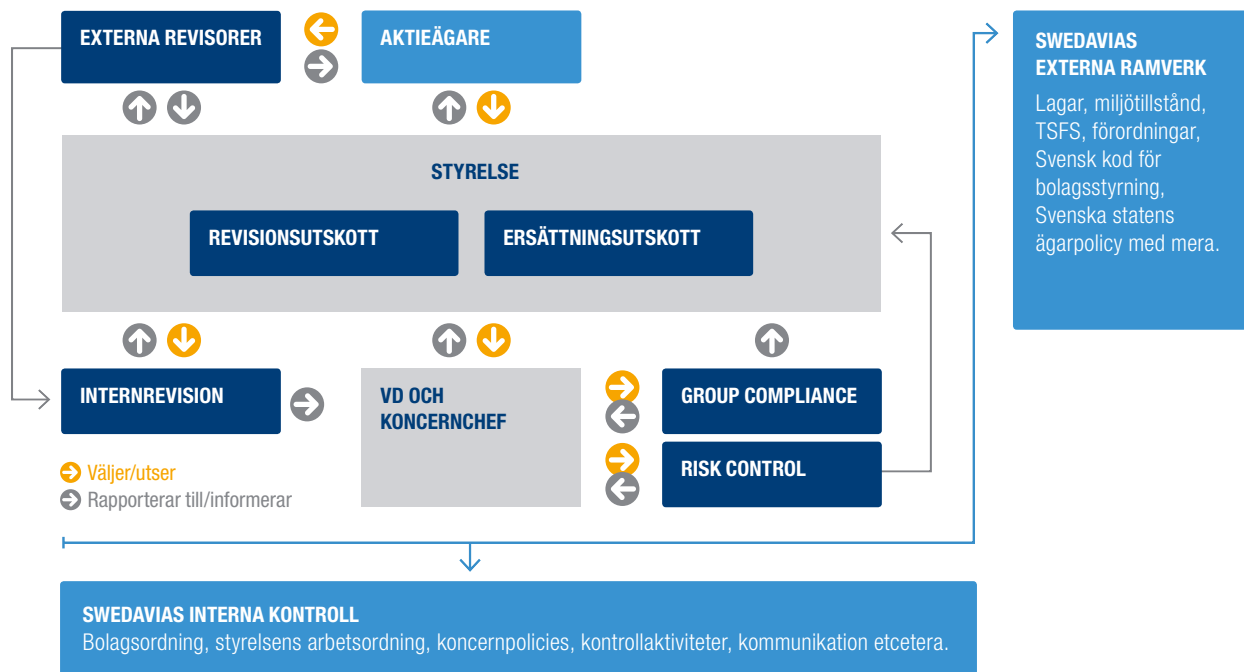 EXTERNA REVISORER
AKTIEÄGARE
STYRELSE
REVISIONSUTSKOTT
ERSÄTTNINGSUTSKOTT
INTERNREVISION
VD OCH
KONCERNCHEF
GROUP COMPLIANCE
RISK CONTROL
Väljer/utser
Rapporterar till/informerar
SWEDAVIAS
EXTERNA RAMVERK
Lagar, miljötillstånd,
TSFS, förordningar,
Svensk kod för
bolagsstyrning,
Svenska statens
ägarpolicy med mera.
SWEDAVIAS INTERNA KONTROLL
Bolagsordning, styrelsens arbetsordning, koncernpolicies, kontrollaktiviteter, kommunikation etcetera.